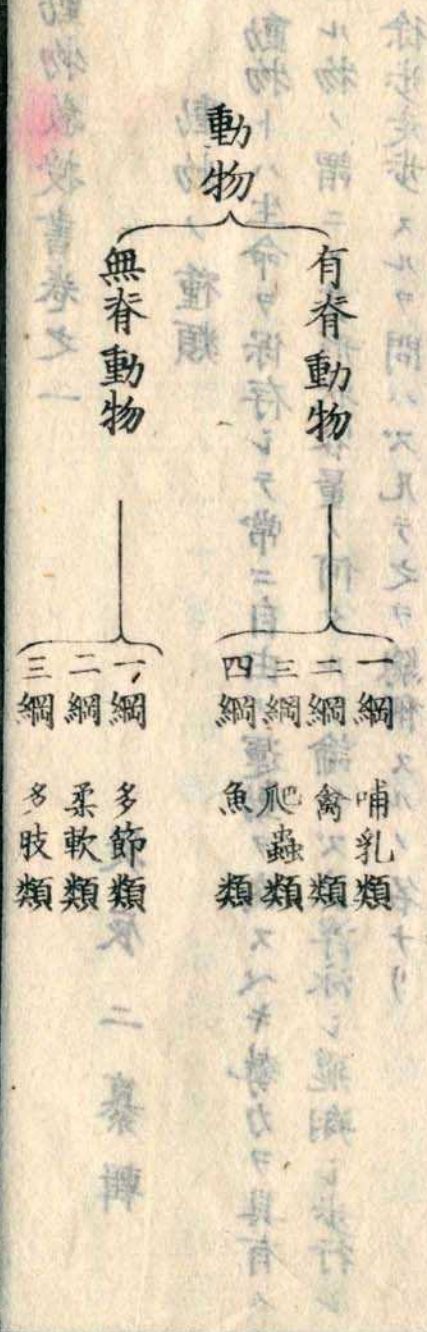 動物
有脊動物
一綱 哺乳類
二綱 禽類
三綱 爬蟲類
四綱 魚類
無脊動物
一綱 多節類
二綱 柔軟類
三綱 多肢類